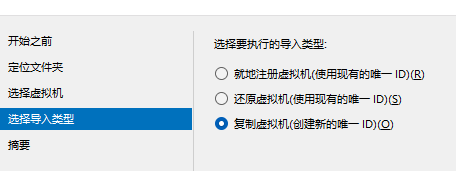 开始之前
定位文件夹
选择虚拟机
选择导入类型
摘要
选择要执行的导入类型:
就地注册虚拟机(使用现有的唯一 ID)(R)
还原虚拟机(使用现有的唯一 ID)(S)
复制虚拟机(创建新的唯一 ID)(O)